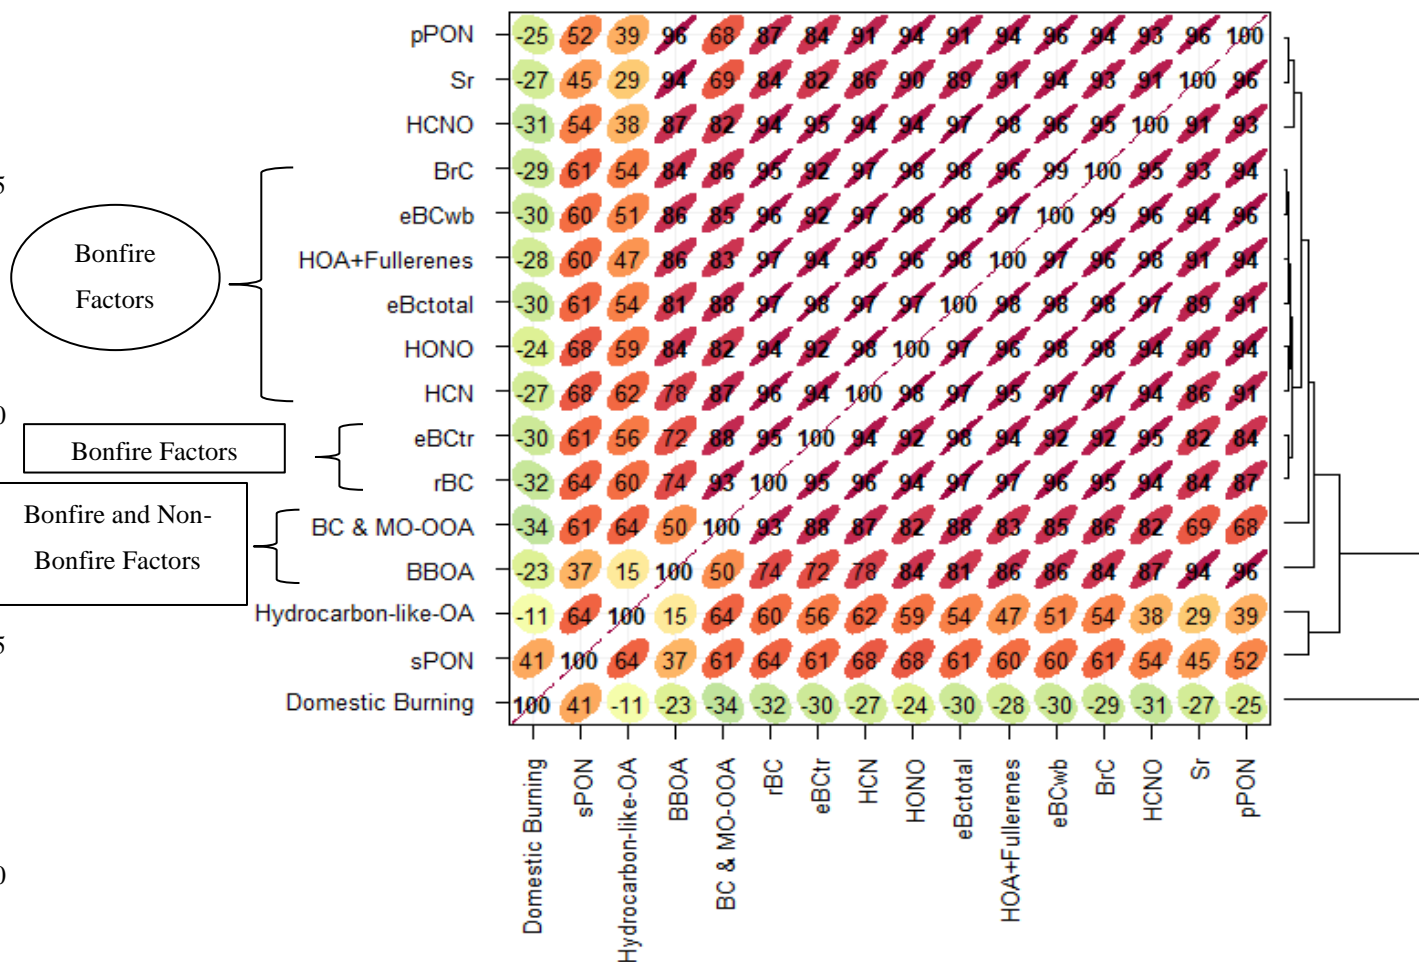 pPON -25 52 39 96 68 87 84 91 94 91 94 96 94 93 96 100
Sr -27 45 29 94 69 84 82 86 90 89 91 94 93 91 100 96
HCNO -31 54 38 87 82 94 95 94 94 97 98 96 95 100 91 93
5
BrC -29 61 54 84 86 95 92 97 98 98 96 99 100 95 93 94
eBCwb -30 60 51 86 85 96 92 97 98 98 97 100 99 96 94 96
Bonfire
Factors
HOA+Fullerenes -28 60 47 86 83 97 94 95 96 98 100 97 96 98 91 94
eBctotal -30 61 54 81 88 97 98 97 97 100 98 98 98 97 89 91
HONO -24 68 59 84 82 94 92 98 100 97 96 98 98 94 90 94
HCN -27 68 62 78 87 96 94 100 98 97 95 97 97 94 86 91
0
Bonfire Factors
eBCtr -30 61 56 72 88 95 100 94 92 98 94 92 92 95 82 84
rBC -32 64 60 74 93 100 95 96 94 97 97 96 95 94 84 87
Bonfire and Non-
Bonfire Factors
BC & MO-OOA -34 61 64 50 100 93 88 87 82 88 83 85 86 82 69 68
BBOA -23 37 15 100 50 74 72 78 84 81 86 86 84 87 94 96
Hydrocarbon-like-OA -11 64 100 15 64 60 56 62 59 54 47 51 54 38 29 39
5
sPON 41 100 64 37 61 64 61 68 68 61 60 60 61 54 45 52
Domestic Burning 100 41 -11 -23 -34 -32 -30 -27 -24 -30 -28 -30 -29 -31 -27 -25
0
Domestic Burning
sPON
Hydrocarbon-like-OA
BBOA
BC & MO-OOA
rBC
eBCtr
HCN
HONO
eBctotal
HOA+Fullerenes
eBCwb
BrC
HCNO
Sr
pPON